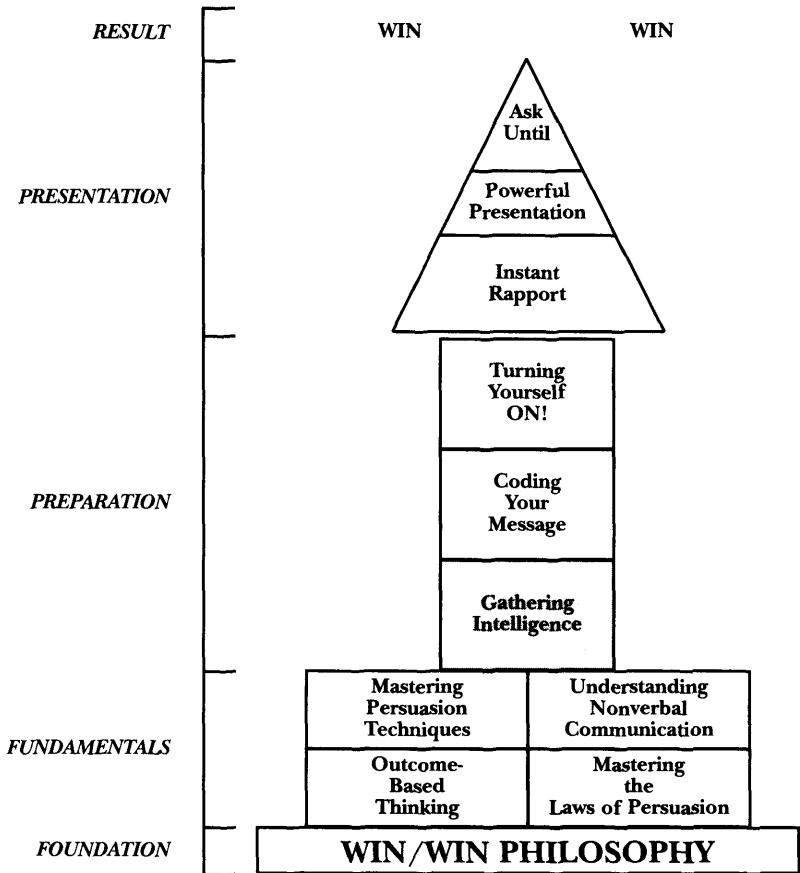 RESULT
WIN WIN
Ask
Until
PRESENTATION
Powerful
Presentation
Instant
Rapport
Turning
Yourself
ON!
PREPARATION
Coding
Your
Message
Gathering
Intelligence
FUNDAMENTALS
Mastering
Persuasion
Techniques
Understanding
Nonverbal
Communication
Outcome-
Based
Thinking
Mastering
the
Laws of Persuasion
FOUNDATION
WIN/WIN PHILOSOPHY